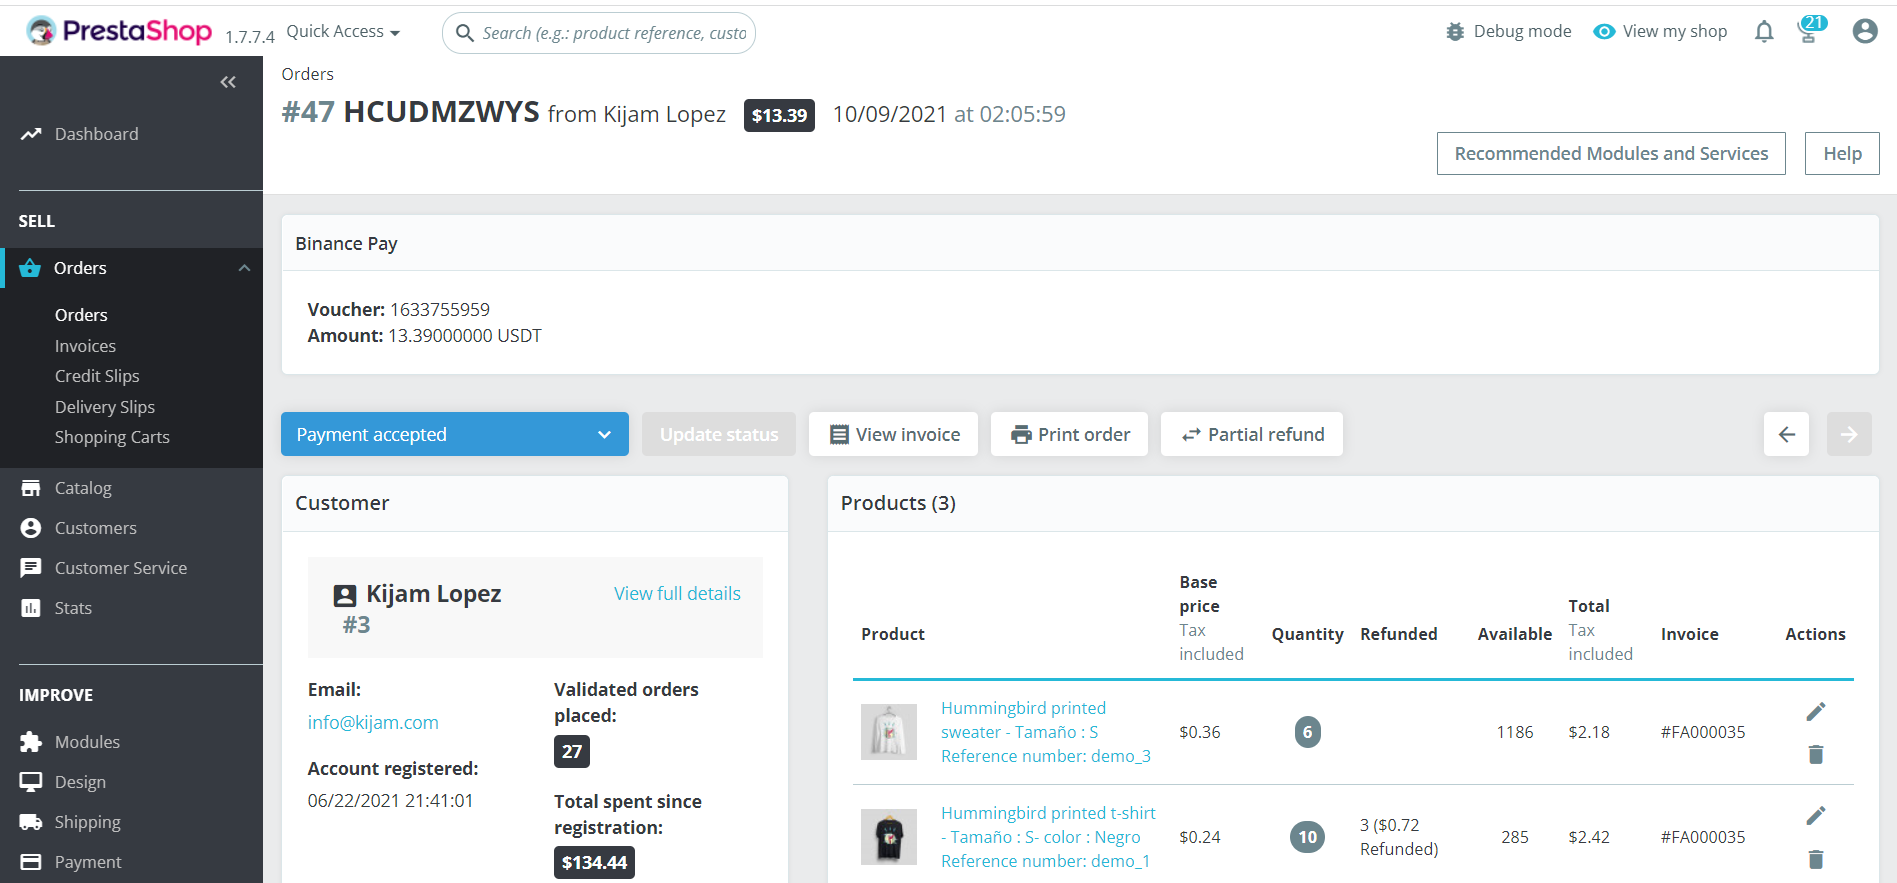 PrestaShop 1.7.7.4 Quick Access Search (e.g.: product reference, custo Debug mode View my shop 21
Orders
#47 HCUDMZWYS from Kijam Lopez $13.39 10/09/2021 at 02:05:59
Recommended Modules and Services Help
Dashboard
SELL
Orders
Orders
Invoices
Credit Slips
Delivery Slips
Shopping Carts
Catalog
Customers
Customer Service
Stats
IMPROVE
Modules
Design
Shipping
Payment
Binance Pay
Voucher: 1633755959
Amount: 13.39000000 USDT
Payment accepted Update status View invoice Print order Partial refund
Customer
Kijam Lopez
#3
View full details
Email:
info@kijam.com
Account registered:
06/22/2021 21:41:01
Validated orders
placed:
27
Total spent since
registration:
$134.44
Products (3)
Product
Base
price
Tax
included
Quantity
Refunded
Available
Total
Tax
included
Invoice
Actions
Hummingbird printed
sweater - Tamaño : S
Reference number: demo_3
$0.36 6 1186 $2.18 #FA000035
Hummingbird printed t-shirt
- Tamaño : S- color : Negro
Reference number: demo_1
$0.24 10
3 ($0.72
Refunded)
285 $2.42 #FA000035